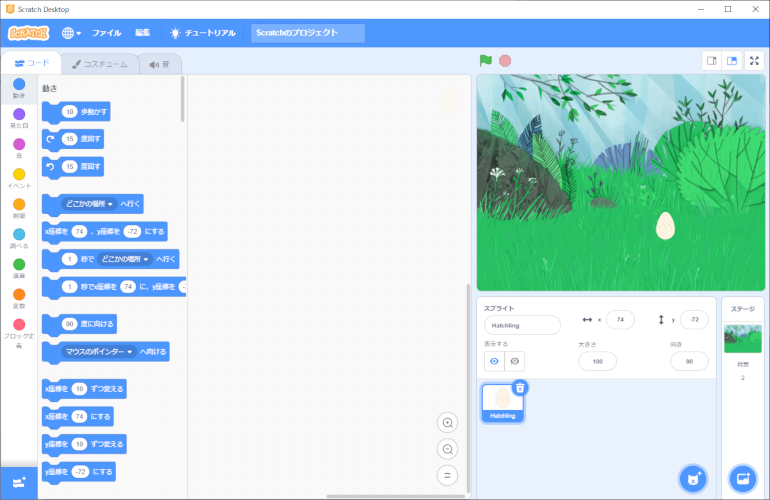 Scratch Desktop
SCRATCH ファイル 編集 チュートリアル Scratchのプロジェクト
コード コスチューム 音
動き
見た目
音
イベント
制御
調べる
演算
変数
ブロック定義
動き
10 歩動かす
15 度回す
15 度回す
どこかの場所 へ行く
x座標を 74 、y座標を -72 にする
1 秒で どこかの場所 へ行く
1 秒でx座標を 74 に、y座標を
90 度に向ける
マウスのポインター へ向ける
x座標を 10 ずつ変える
x座標を 74 にする
y座標を 10 ずつ変える
y座標を -72 にする
スプライト
Hatchling
x 74 y -72
表示する 大きさ 向き
100 90
Hatchling
ステージ
背景
2